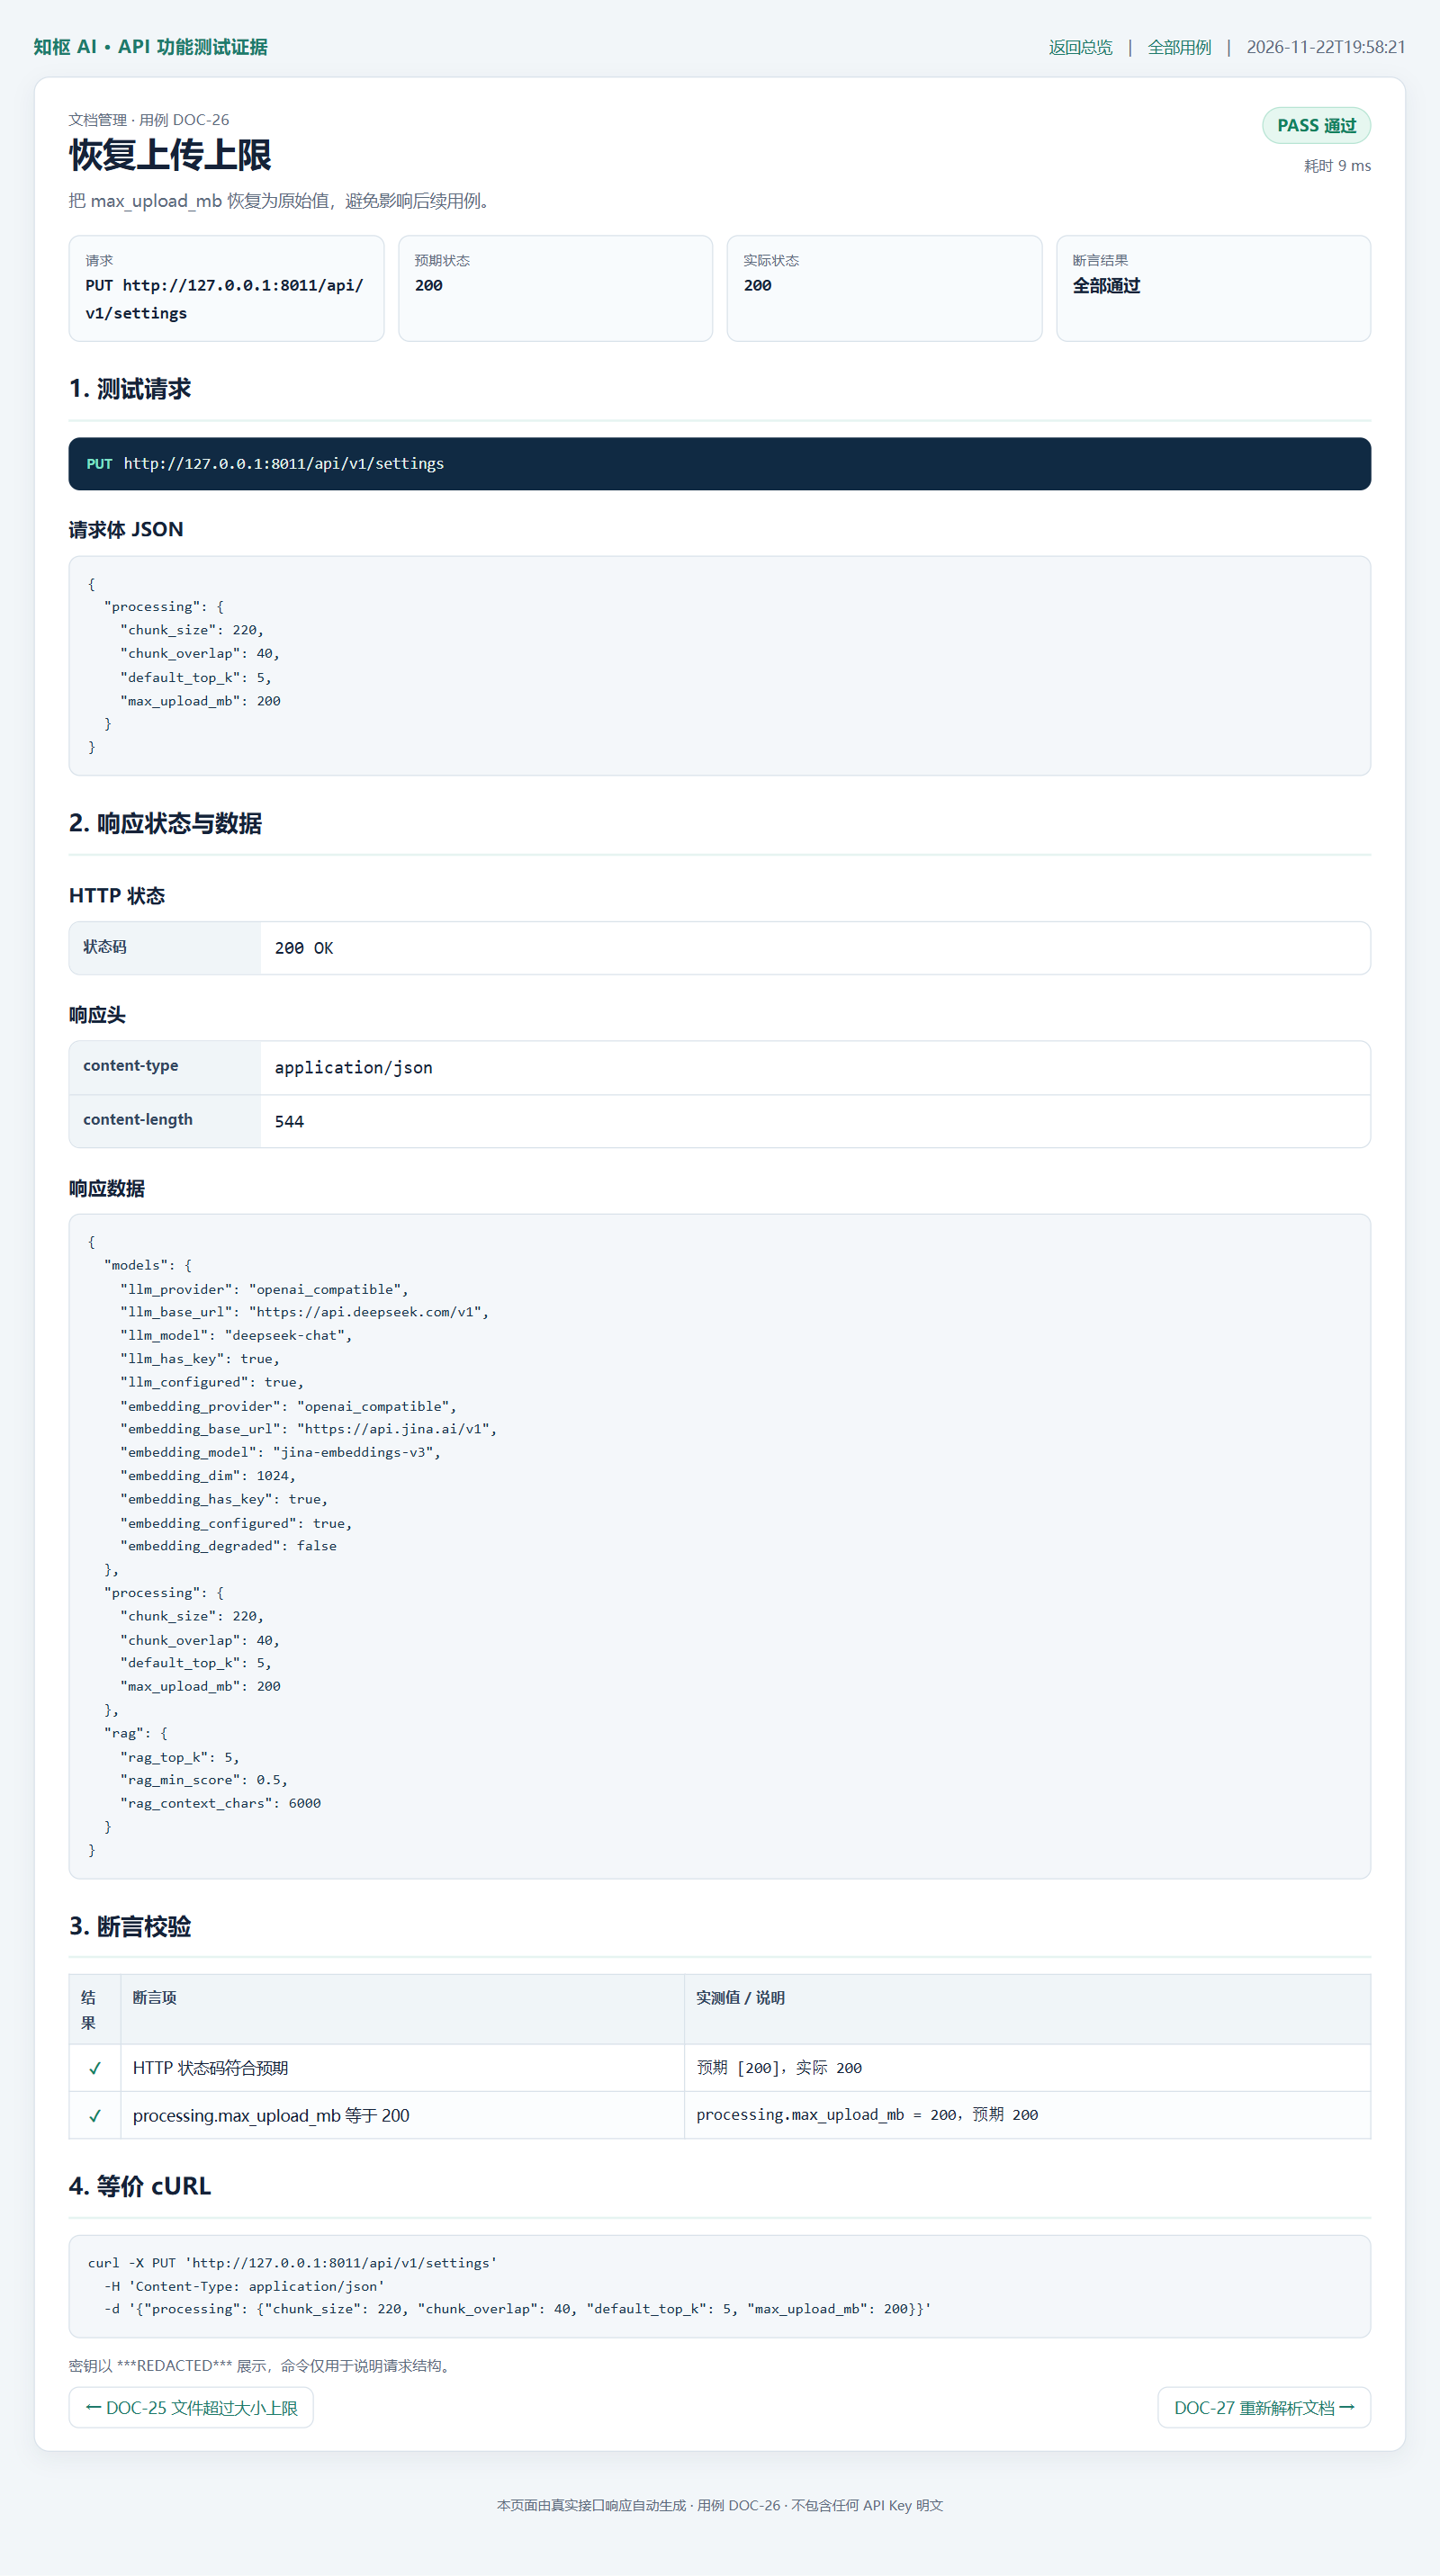 知枢 AI • API 功能测试证据
返回总览 | 全部用例 | 2026-11-22T19:58:21
文档管理 · 用例 DOC-26
恢复上传上限
把 max_upload_mb 恢复为原始值，避免影响后续用例。
PASS 通过
耗时 9 ms
请求
PUT http://127.0.0.1:8011/api/
v1/settings
预期状态
200
实际状态
200
断言结果
全部通过
1. 测试请求
PUT http://127.0.0.1:8011/api/v1/settings
请求体 JSON
{
  "processing": {
    "chunk_size": 220,
    "chunk_overlap": 40,
    "default_top_k": 5,
    "max_upload_mb": 200
  }
}
2. 响应状态与数据
HTTP 状态
状态码 200 OK
响应头
content-type application/json
content-length 544
响应数据
{
  "models": {
    "llm_provider": "openai_compatible",
    "llm_base_url": "https://api.deepseek.com/v1",
    "llm_model": "deepseek-chat",
    "llm_has_key": true,
    "llm_configured": true,
    "embedding_provider": "openai_compatible",
    "embedding_base_url": "https://api.jina.ai/v1",
    "embedding_model": "jina-embeddings-v3",
    "embedding_dim": 1024,
    "embedding_has_key": true,
    "embedding_configured": true,
    "embedding_degraded": false
  },
  "processing": {
    "chunk_size": 220,
    "chunk_overlap": 40,
    "default_top_k": 5,
    "max_upload_mb": 200
  },
  "rag": {
    "rag_top_k": 5,
    "rag_min_score": 0.5,
    "rag_context_chars": 6000
  }
}
3. 断言校验
结果 断言项 实测值 / 说明
✓ HTTP 状态码符合预期 预期 [200]，实际 200
✓ processing.max_upload_mb 等于 200 processing.max_upload_mb = 200，预期 200
4. 等价 cURL
curl -X PUT 'http://127.0.0.1:8011/api/v1/settings'
  -H 'Content-Type: application/json'
  -d '{"processing": {"chunk_size": 220, "chunk_overlap": 40, "default_top_k": 5, "max_upload_mb": 200}}'
密钥以 ***REDACTED*** 展示，命令仅用于说明请求结构。
← DOC-25 文件超过大小上限
DOC-27 重新解析文档 →
本页面由真实接口响应自动生成 · 用例 DOC-26 · 不包含任何 API Key 明文